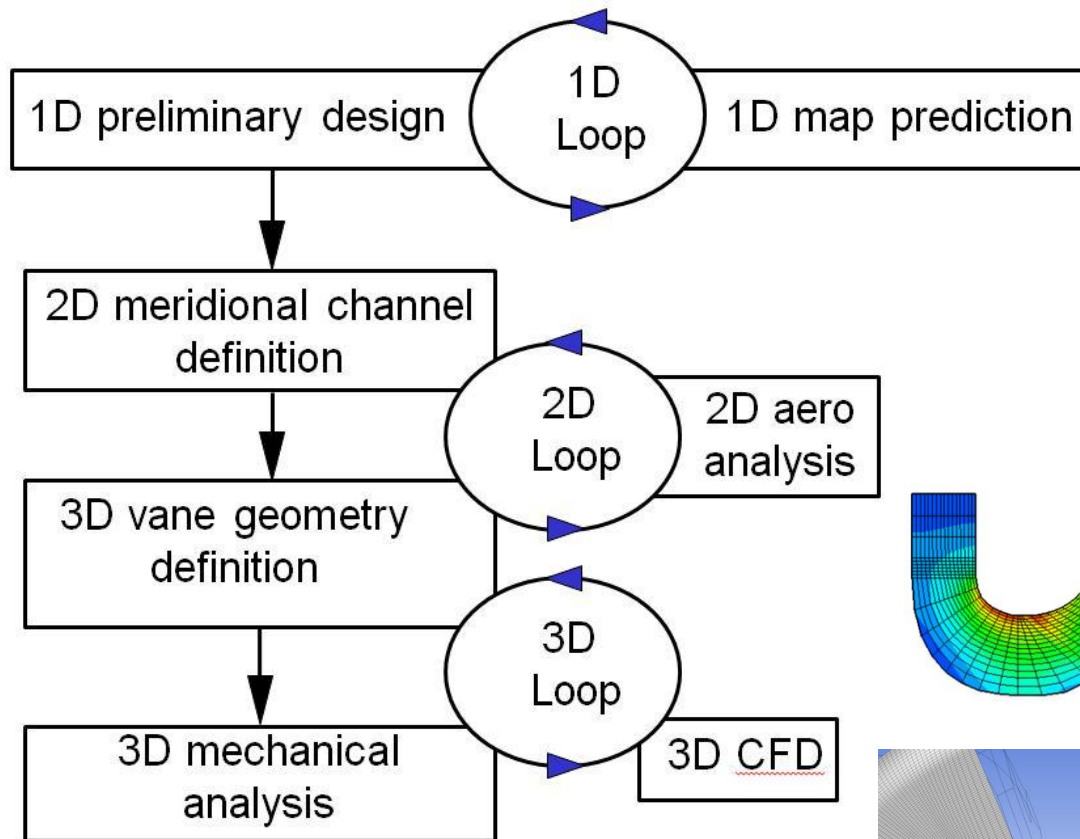 1D preliminary design
1D
Loop
1D map prediction
2D meridional channel
definition
2D
Loop
2D aero
analysis
3D vane geometry
definition
3D
Loop
3D mechanical
analysis
3D CFD